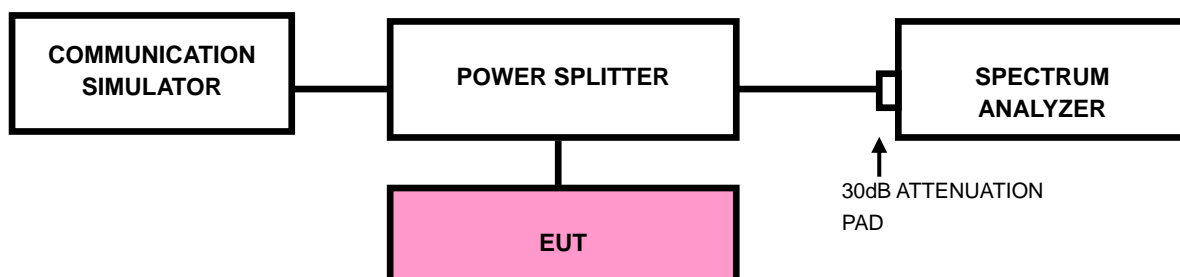 COMMUNICATION
SIMULATOR
POWER SPLITTER
SPECTRUM
ANALYZER
30dB ATTENUATION
PAD
EUT